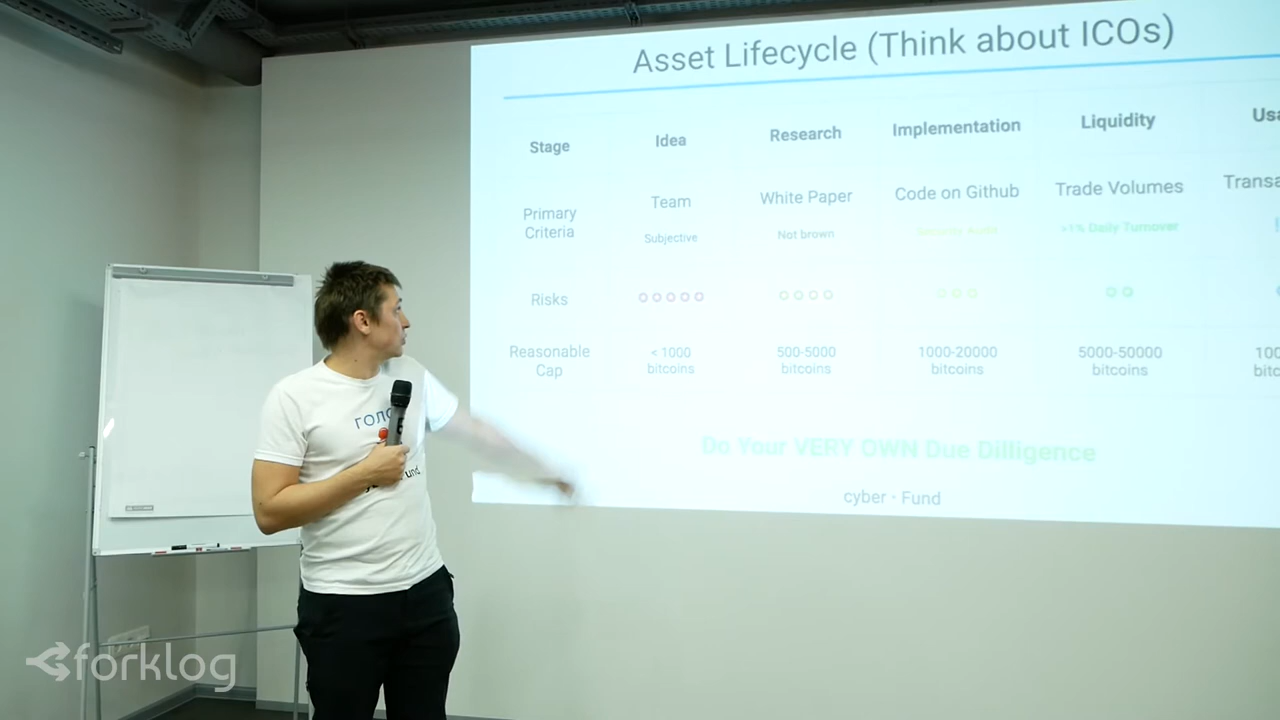 Asset Lifecycle (Think about ICOs)
Stage Idea Research Implementation Liquidity
Primary Criteria Team White Paper Code on Github Trade Volumes
Subjective Not brown Security Audit >1% Daily Turnover
Risks
Reasonable Cap < 1000 bitcoins 500-5000 bitcoins 1000-20000 bitcoins 5000-50000 bitcoins
Do Your VERY OWN Due Dilligence
cyber • Fund
forklog